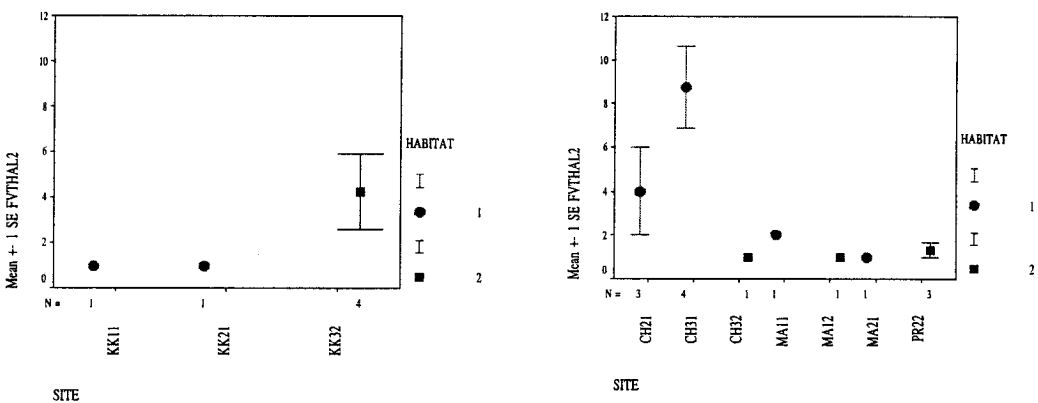 12
10
8
6
4
2
0
Mean +- 1 SE FVTHAL2
N = 1 1 4
KK11 KK21 KK32
SITE
HABITAT
1
2
12
10
8
6
4
2
0
Mean +- 1 SE FVTHAL2
N = 3 4 1 1 1 1 3
CH21 CH31 CH32 MA11 MA12 MA21 PR22
SITE
HABITAT
1
2